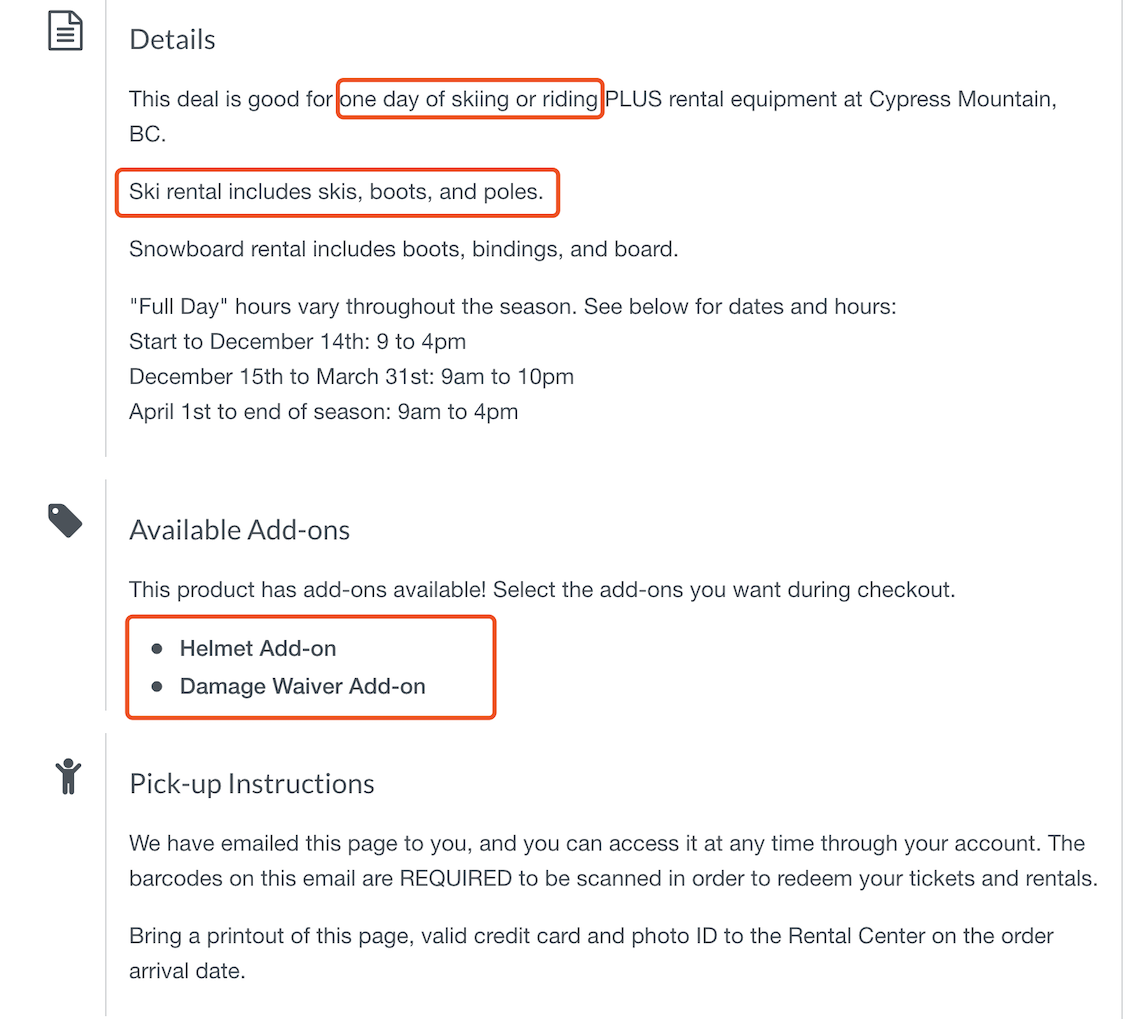 Details
This deal is good for one day of skiing or riding PLUS rental equipment at Cypress Mountain,
BC.
Ski rental includes skis, boots, and poles.
Snowboard rental includes boots, bindings, and board.
"Full Day" hours vary throughout the season. See below for dates and hours:
Start to December 14th: 9 to 4pm
December 15th to March 31st: 9am to 10pm
April 1st to end of season: 9am to 4pm
Available Add-ons
This product has add-ons available! Select the add-ons you want during checkout.
• Helmet Add-on
• Damage Waiver Add-on
Pick-up Instructions
We have emailed this page to you, and you can access it at any time through your account. The
barcodes on this email are REQUIRED to be scanned in order to redeem your tickets and rentals.
Bring a printout of this page, valid credit card and photo ID to the Rental Center on the order
arrival date.